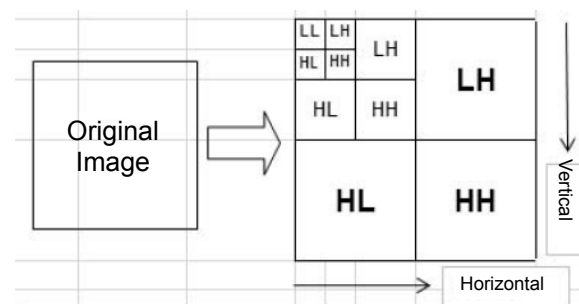 Original
Image
LL LH
HL HH
LH
HL
HH
LH
HL
HH
Vertical
Horizontal